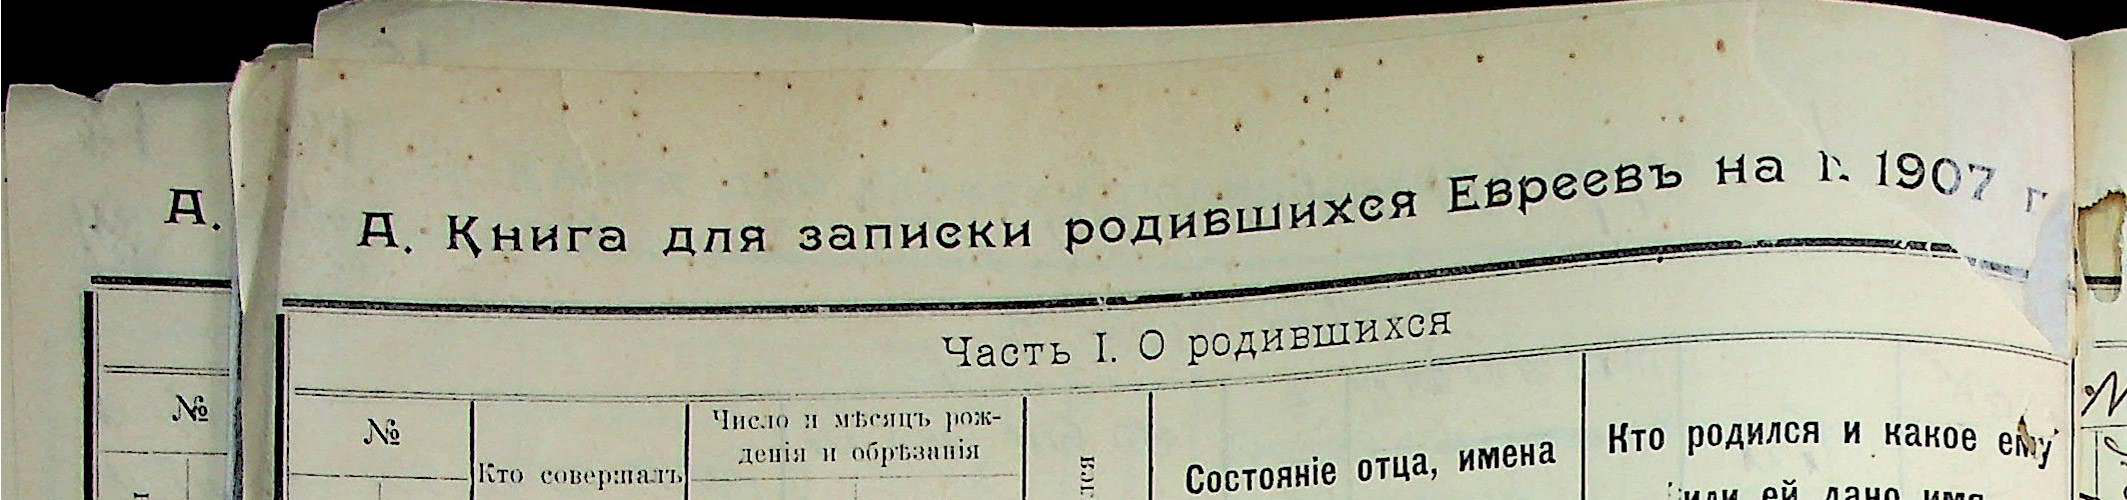 А.
А. Книга для записки родившихся Евреевъ на г. 1907 г
Часть I. О родившихся
№
№
Кто совершалъ
Число и мѣсяцъ рож-
денія и обрѣзанія
Состояніе отца, имена
Кто родился и какое ему
или ей дано имя